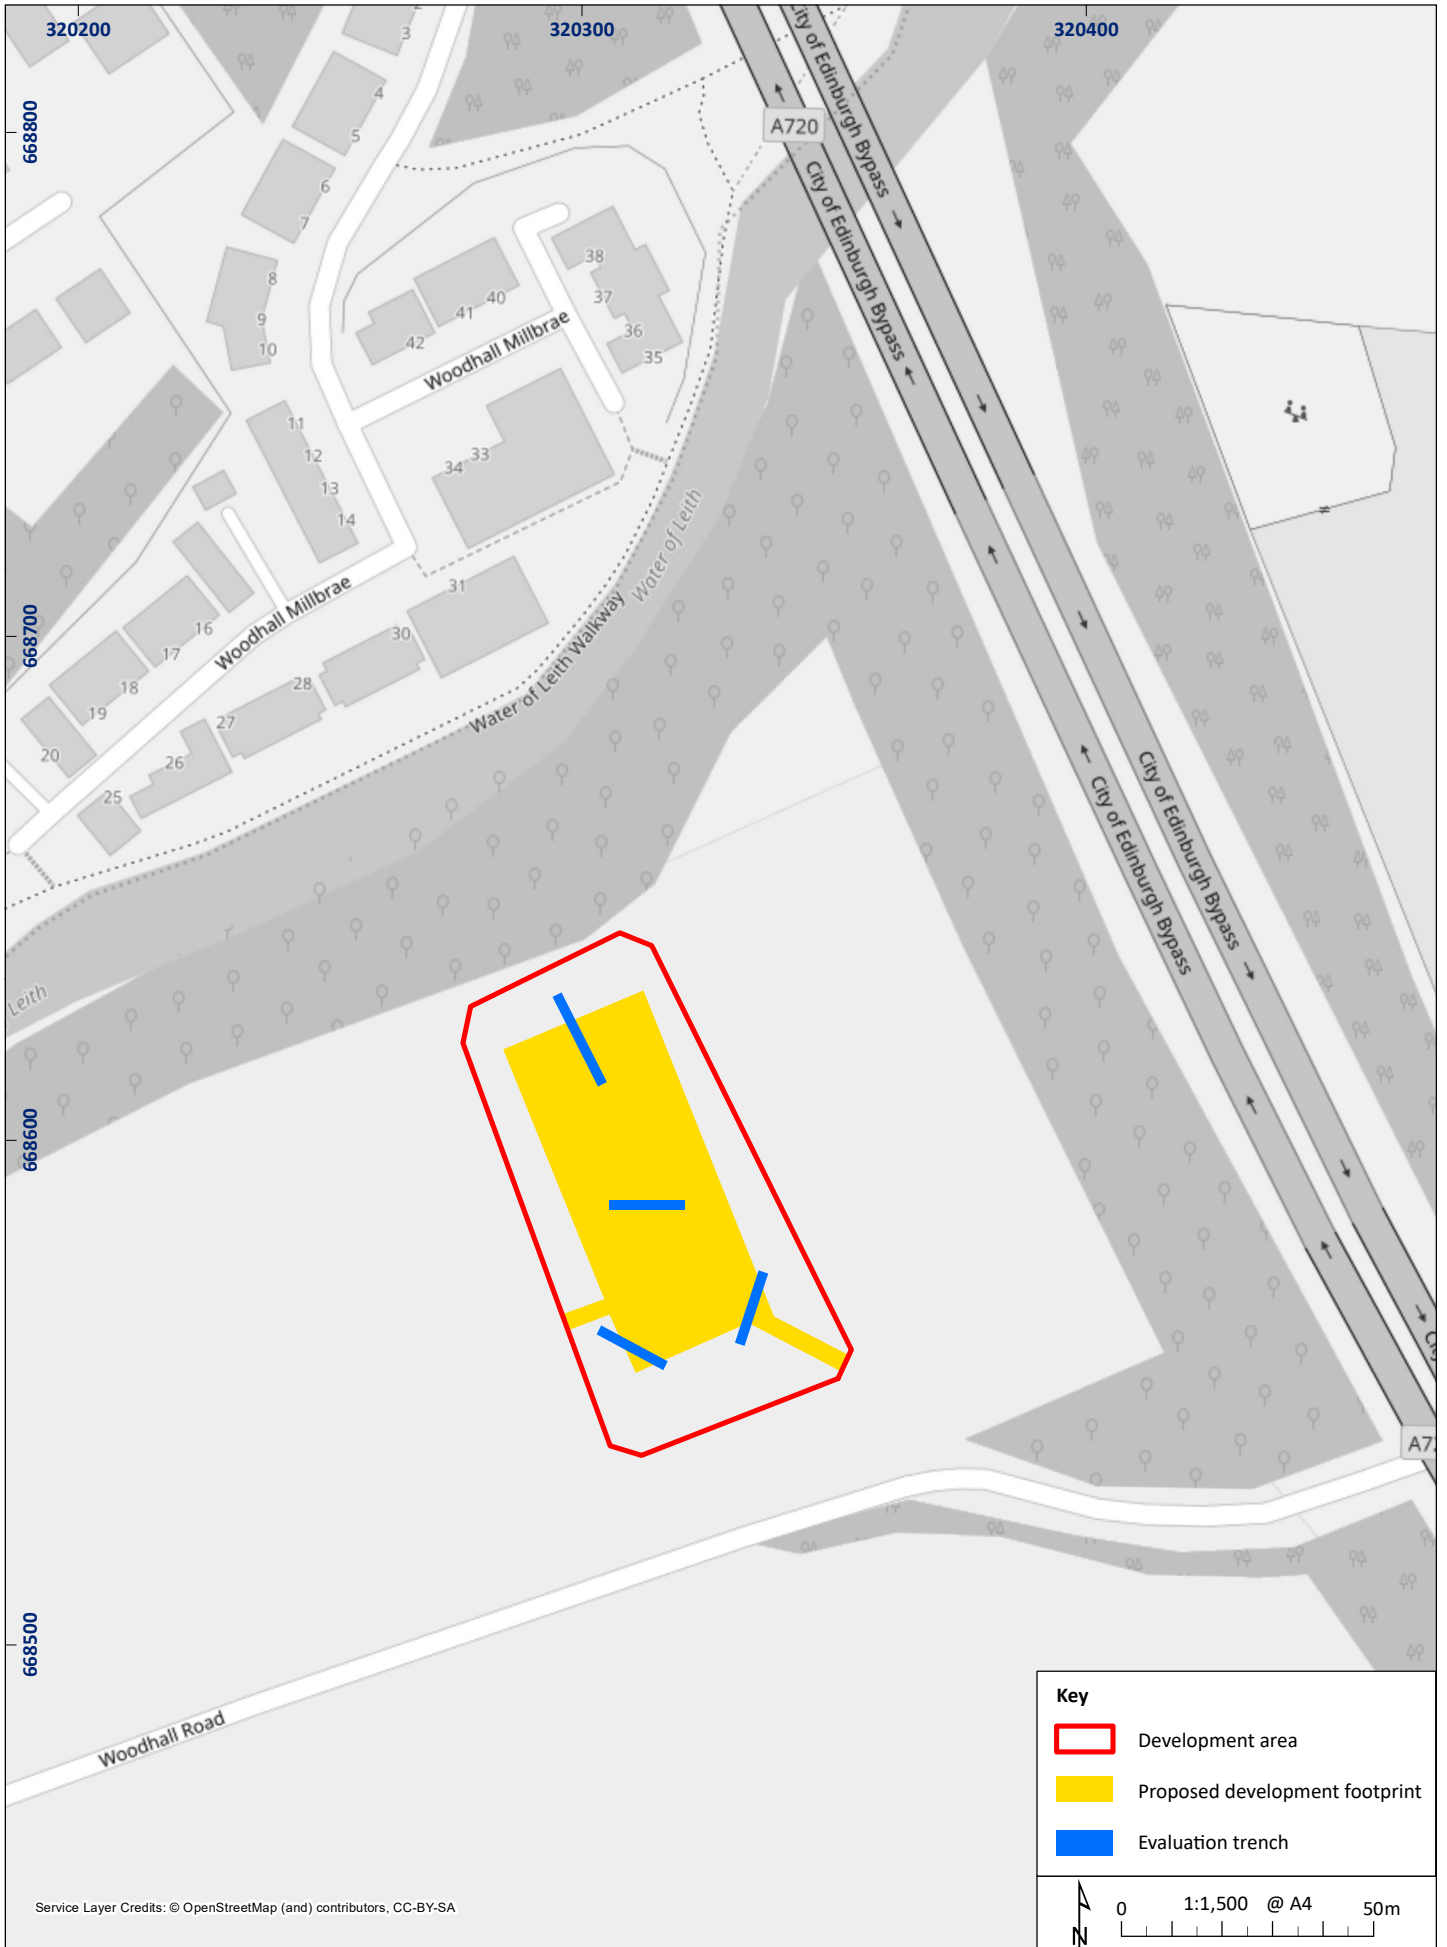 320200
320300
320400
668800
668700
668600
668500
City of Edinburgh Bypass
A720
City of Edinburgh Bypass
City of Edinburgh Bypass
3
4
5
6
7
8
9
10
38
37
36
35
40
41
42
Woodhall Millbrae
11
12
13
14
33
34
31
30
28
27
26
25
16
17
18
19
20
Woodhall Millbrae
Water of Leith
Water of Leith Walkway
City of Edinburgh Bypass
City of Edinburgh Bypass
Leith
Woodhall Road
Key
Development area
Proposed development footprint
Evaluation trench
N
0
1:1,500 @ A4
50m
Service Layer Credits: © OpenStreetMap (and) contributors, CC-BY-SA